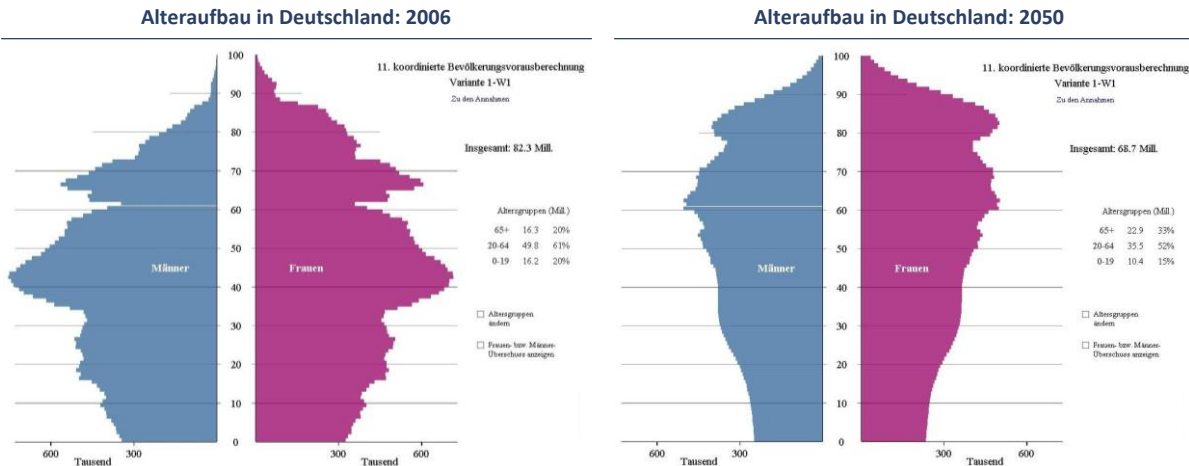 Alteraufbau in Deutschland: 2006
100
90
80
70
60
50
40
30
20
10
0
Männer
Frauen
600
300
300
600
Tausend
Tausend
11. koordinierte Bevölkerungsvorausberechnung
Variante 1-W1
Zu den Annahmen
Insgesamt: 82.3 Mill.
Altersgruppen (Mill.)
65+ 16.3 20%
20-64 49.8 61%
0-19 16.2 20%
Altersgruppen
ändern
Frauen- bzw. Männer-
Überschuss anzeigen
Alteraufbau in Deutschland: 2050
100
90
80
70
60
50
40
30
20
10
0
Männer
Frauen
600
300
300
600
Tausend
Tausend
11. koordinierte Bevölkerungsvorausberechnung
Variante 1-W1
Zu den Annahmen
Insgesamt: 68.7 Mill.
Altersgruppen (Mill.)
65+ 22.9 33%
20-64 35.5 52%
0-19 10.4 15%
Altersgruppen
ändern
Frauen- bzw. Männer-
Überschuss anzeigen